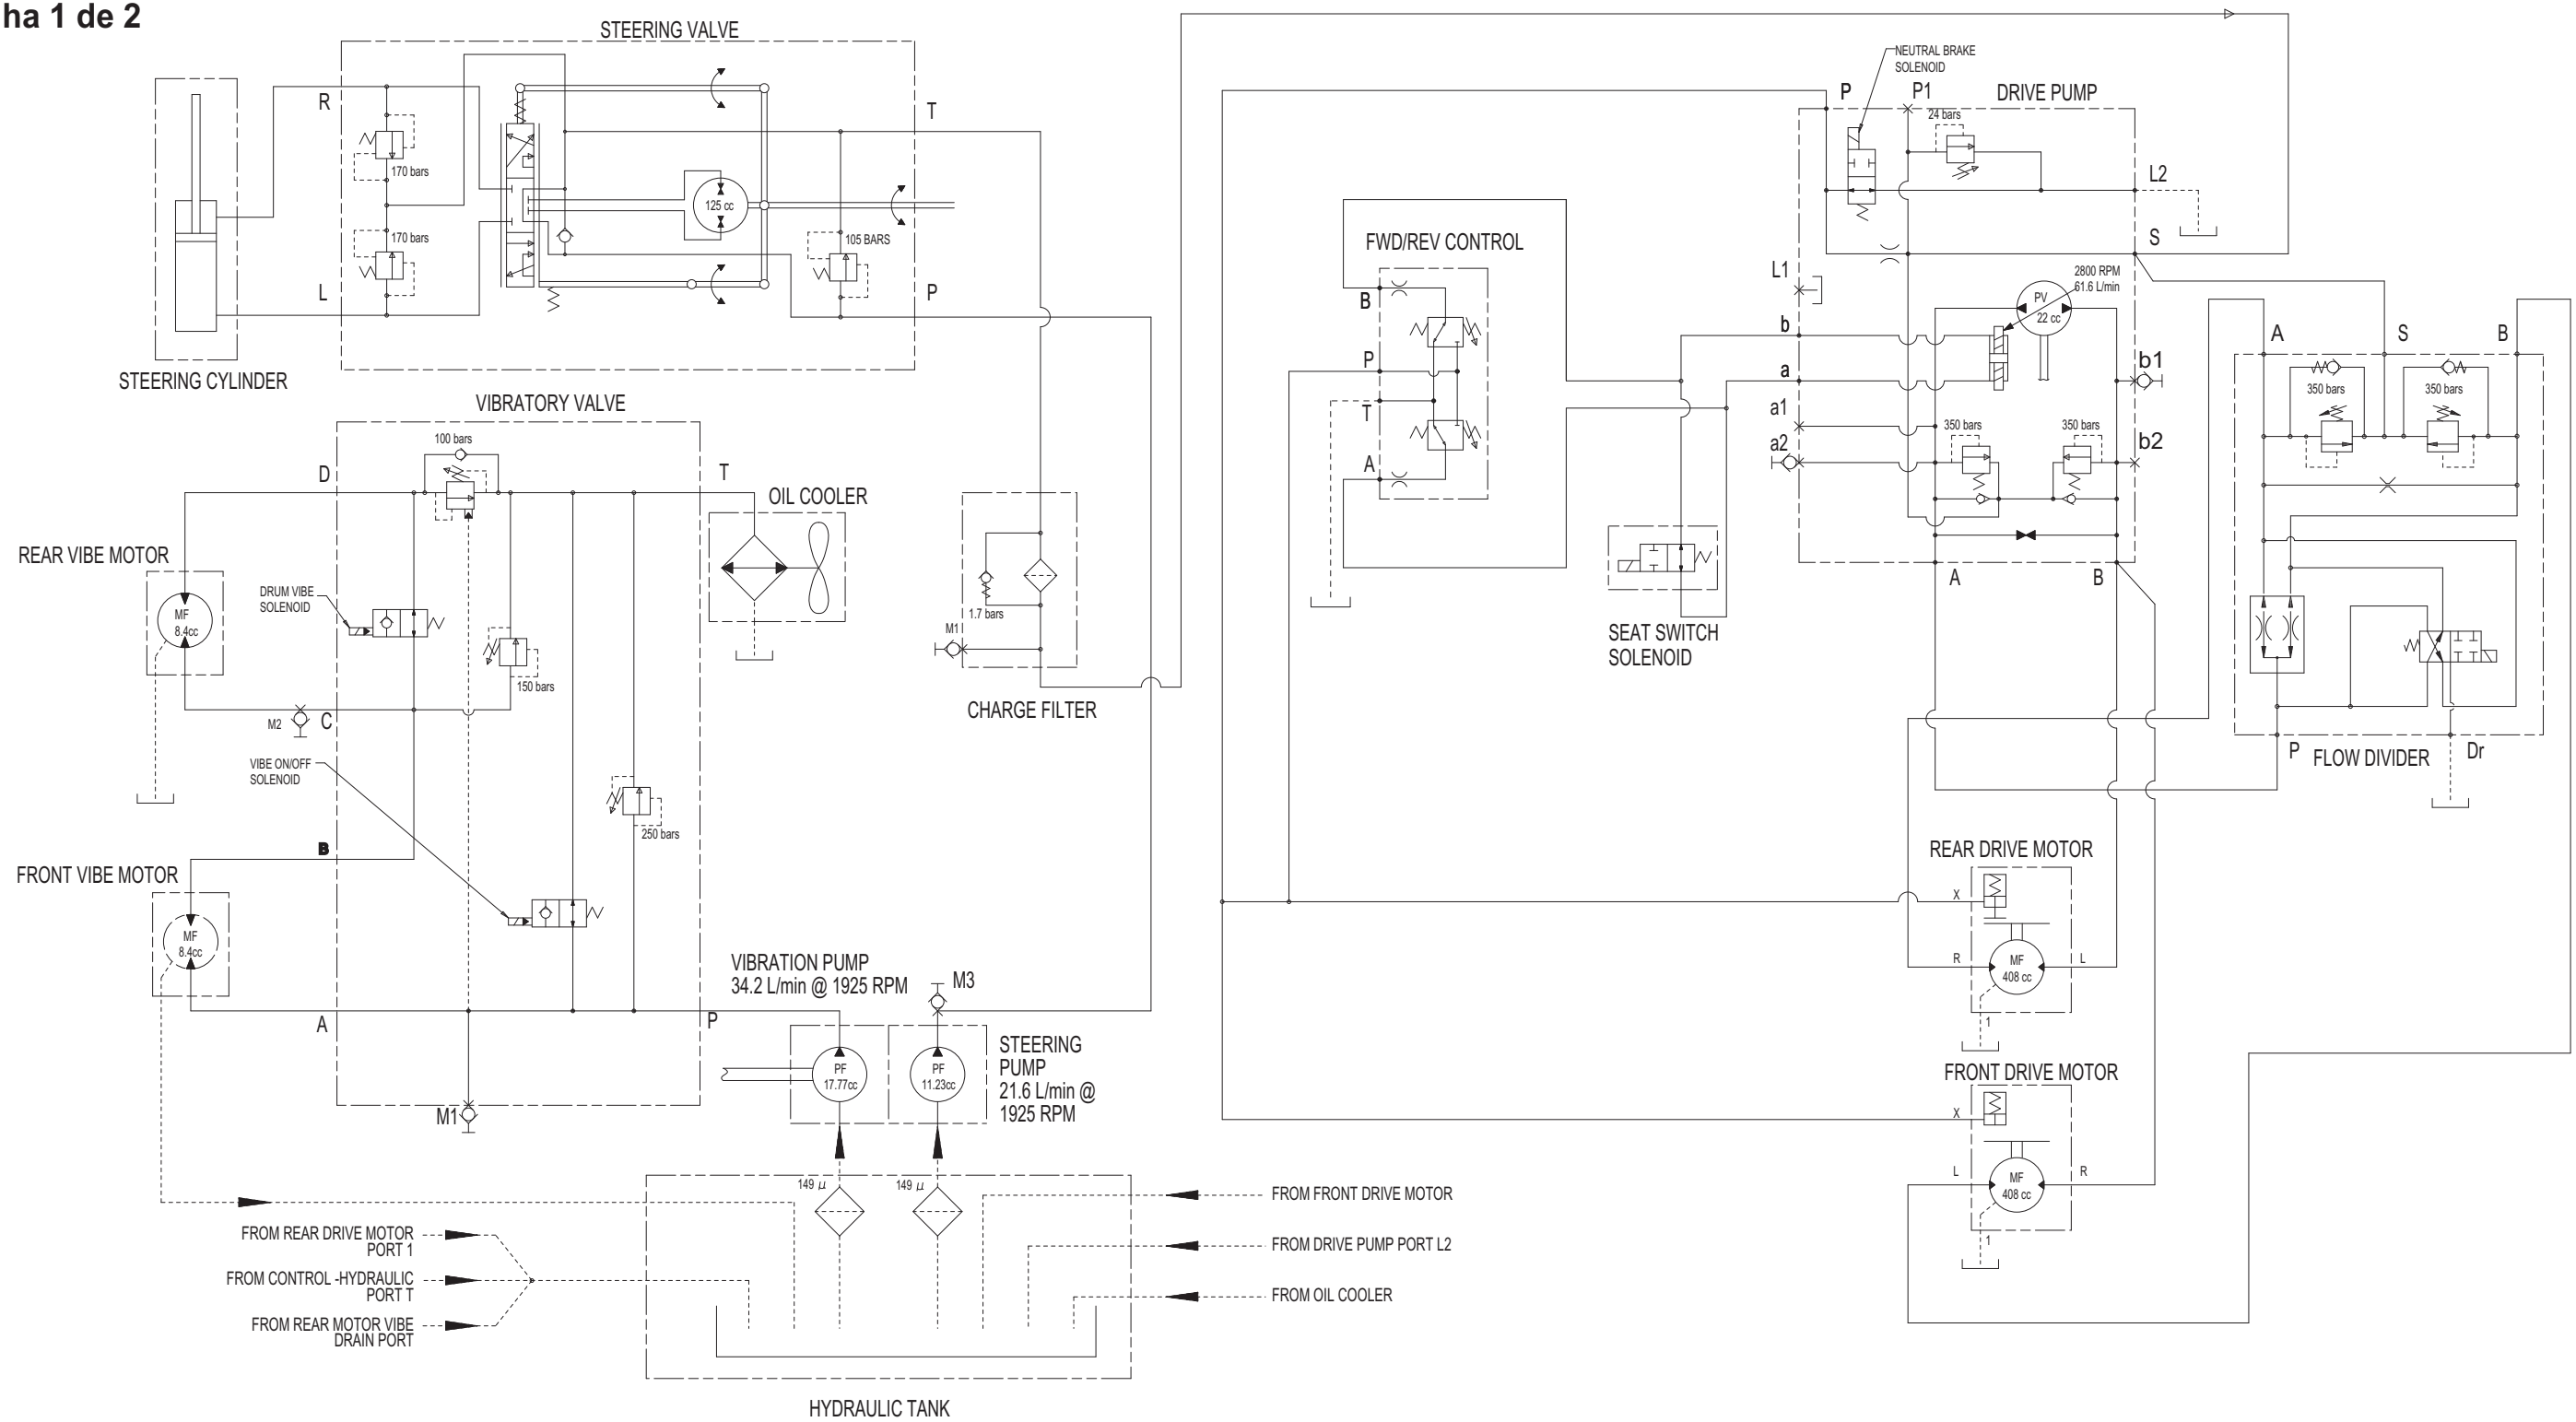 ha 1 de 2
STEERING VALVE
R
170 bars
170 bars
L
125 cc
T
105 BARS
P
STEERING CYLINDER
VIBRATORY VALVE
100 bars
D
T
OIL COOLER
REAR VIBE MOTOR
MF
8.4cc
DRUM VIBE
SOLENOID
150 bars
M2
C
VIBE ON/OFF
SOLENOID
250 bars
B
FRONT VIBE MOTOR
MF
8.4cc
A
P
M1
1.7 bars
M1
CHARGE FILTER
VIBRATION PUMP
34.2 L/min @ 1925 RPM
M3
PF
17.77cc
PF
11.23cc
STEERING
PUMP
21.6 L/min @
1925 RPM
149 μ
149 μ
FROM REAR DRIVE MOTOR
PORT 1
FROM CONTROL -HYDRAULIC
PORT T
FROM REAR MOTOR VIBE
DRAIN PORT
FROM FRONT DRIVE MOTOR
FROM DRIVE PUMP PORT L2
FROM OIL COOLER
HYDRAULIC TANK
NEUTRAL BRAKE
SOLENOID
P
P1
DRIVE PUMP
24 bars
L2
S
FWD/REV CONTROL
B
P
T
A
L1
b
a
a1
a2
2800 RPM
61.6 L/min
PV
22 cc
b1
b2
350 bars
350 bars
A
B
SEAT SWITCH
SOLENOID
A
S
B
350 bars
350 bars
P
FLOW DIVIDER
Dr
REAR DRIVE MOTOR
X
R
MF
408 cc
L
1
FRONT DRIVE MOTOR
X
L
MF
408 cc
R
1